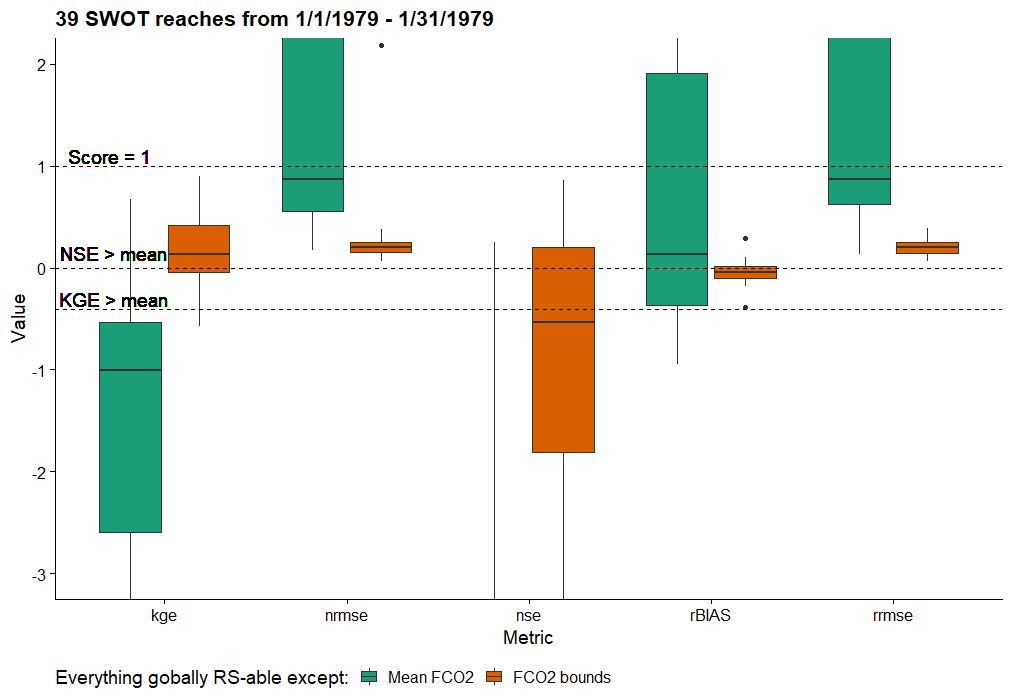 39 SWOT reaches from 1/1/1979 - 1/31/1979
2
Score = 1
1
NSE > mean
0
KGE > mean
-1
-2
-3
Value
kge nrmse nse rBIAS rrmse
Metric
Everything gobally RS-able except: Mean FCO2 FCO2 bounds